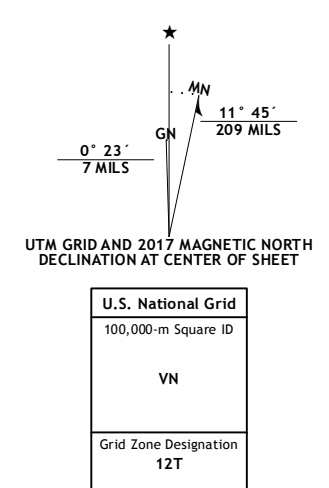 ★
MN
11° 45´
209 MILS
GN
0° 23´
7 MILS
UTM GRID AND 2017 MAGNETIC NORTH
DECLINATION AT CENTER OF SHEET
U.S. National Grid
100,000-m Square ID
VN
Grid Zone Designation
12T